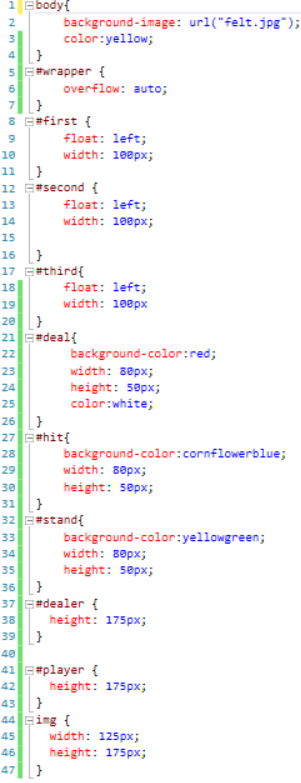 1 body{
2 background-image: url("felt.jpg");
3 color:yellow;
4 }
5 #wrapper {
6 overflow: auto;
7 }
8 #first {
9 float: left;
10 width: 100px;
11 }
12 #second {
13 float: left;
14 width: 100px;
15
16 }
17 #third{
18 float: left;
19 width: 100px
20 }
21 #deal{
22 background-color:red;
23 width: 80px;
24 height: 50px;
25 color:white;
26 }
27 #hit{
28 background-color:cornflowerblue;
29 width: 80px;
30 height: 50px;
31 }
32 #stand{
33 background-color:yellowgreen;
34 width: 80px;
35 height: 50px;
36 }
37 #dealer {
38 height: 175px;
39 }
40
41 #player {
42 height: 175px;
43 }
44 img {
45 width: 125px;
46 height: 175px;
47 }